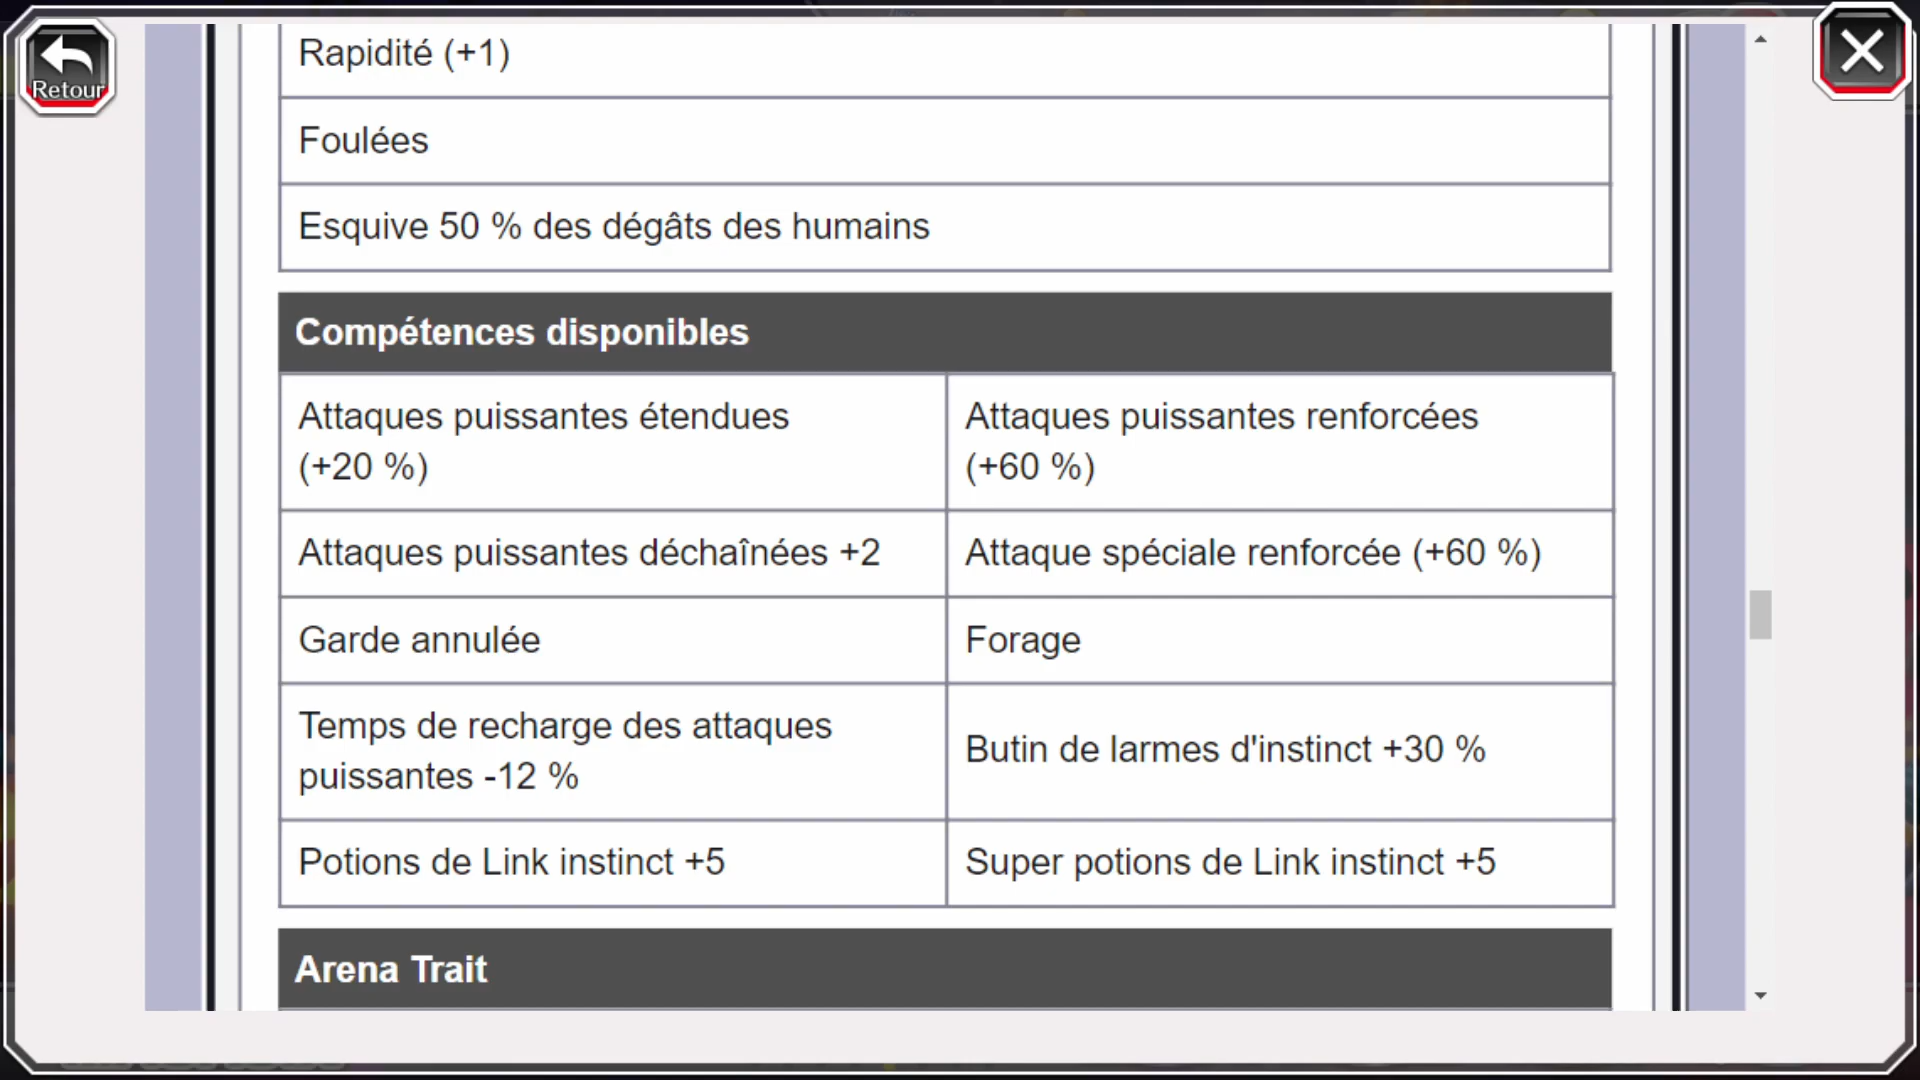 Retour
Rapidité (+1)
Foulées
Esquive 50 % des dégâts des humains
Compétences disponibles
Attaques puissantes étendues
(+20 %)
Attaques puissantes renforcées
(+60 %)
Attaques puissantes déchaînées +2
Attaque spéciale renforcée (+60 %)
Garde annulée
Forage
Temps de recharge des attaques
puissantes -12 %
Butin de larmes d'instinct +30 %
Potions de Link instinct +5
Super potions de Link instinct +5
Arena Trait